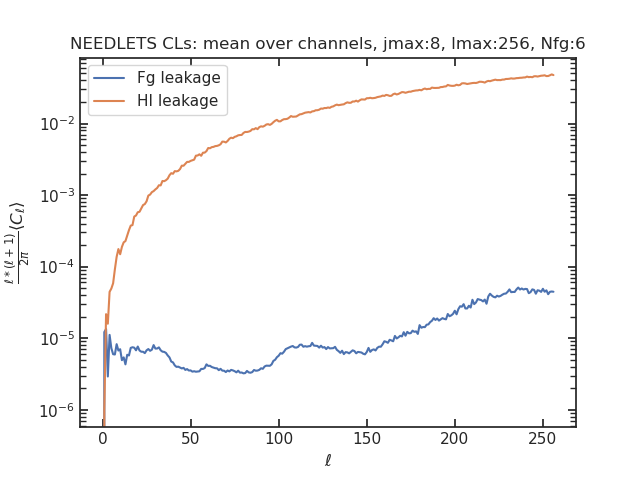 NEEDLETS CLs: mean over channels, jmax:8, lmax:256, Nfg:6
Fg leakage
HI leakage
10⁻²
10⁻³
10⁻⁴
10⁻⁵
10⁻⁶
ℓ*(ℓ+1)/2π ⟨Cℓ⟩
0 50 100 150 200 250
ℓ